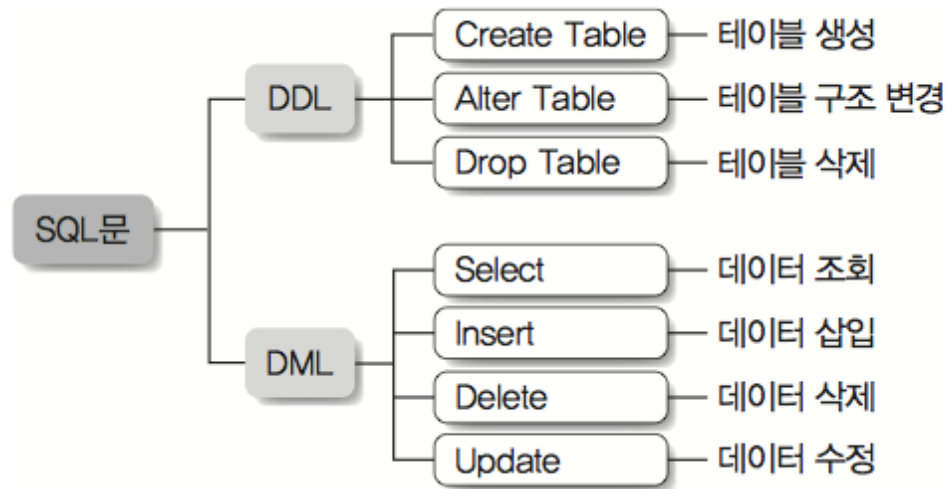 SQL문
DDL
Create Table 테이블 생성
Alter Table 테이블 구조 변경
Drop Table 테이블 삭제
DML
Select 데이터 조회
Insert 데이터 삽입
Delete 데이터 삭제
Update 데이터 수정